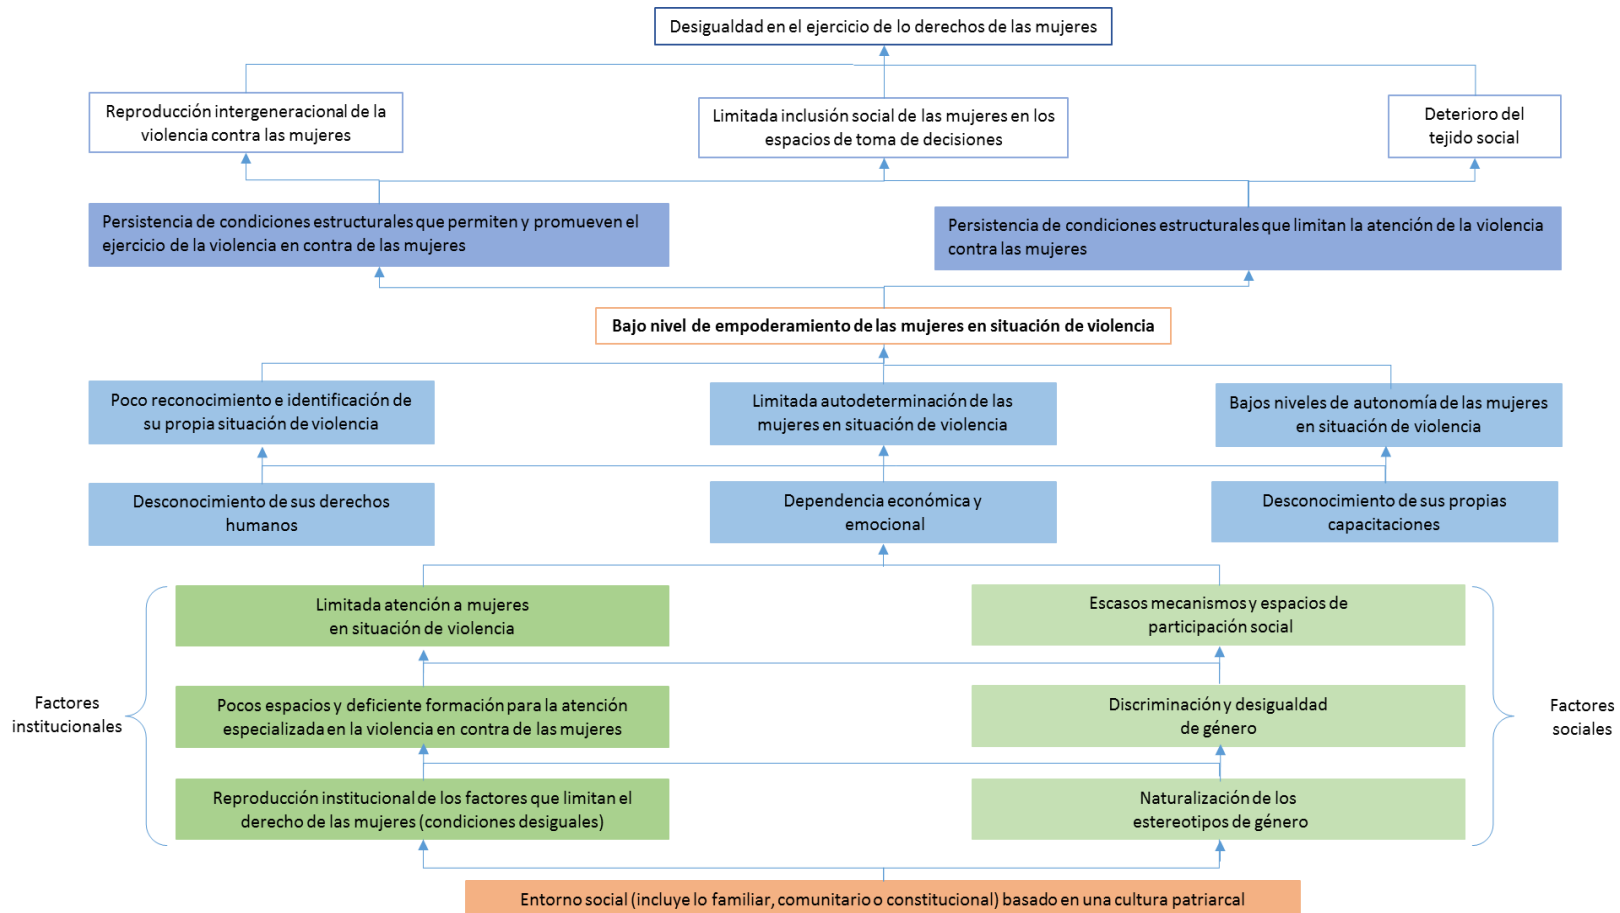 Desigualdad en el ejercicio de lo derechos de las mujeres
Reproducción intergeneracional de la
violencia contra las mujeres
Limitada inclusión social de las mujeres en los
espacios de toma de decisiones
Deterioro del
tejido social
Persistencia de condiciones estructurales que permiten y promueven el
ejercicio de la violencia en contra de las mujeres
Persistencia de condiciones estructurales que limitan la atención de la violencia
contra las mujeres
Bajo nivel de empoderamiento de las mujeres en situación de violencia
Poco reconocimiento e identificación de
su propia situación de violencia
Limitada autodeterminación de las
mujeres en situación de violencia
Bajos niveles de autonomía de las mujeres
en situación de violencia
Desconocimiento de sus derechos
humanos
Dependencia económica y
emocional
Desconocimiento de sus propias
capacitaciones
Factores
institucionales
Limitada atención a mujeres
en situación de violencia
Escasos mecanismos y espacios de
participación social
Pocos espacios y deficiente formación para la atención
especializada en la violencia en contra de las mujeres
Discriminación y desigualdad
de género
Factores
sociales
Reproducción institucional de los factores que limitan el
derecho de las mujeres (condiciones desiguales)
Naturalización de los
estereotipos de género
Entorno social (incluye lo familiar, comunitario o constitucional) basado en una cultura patriarcal